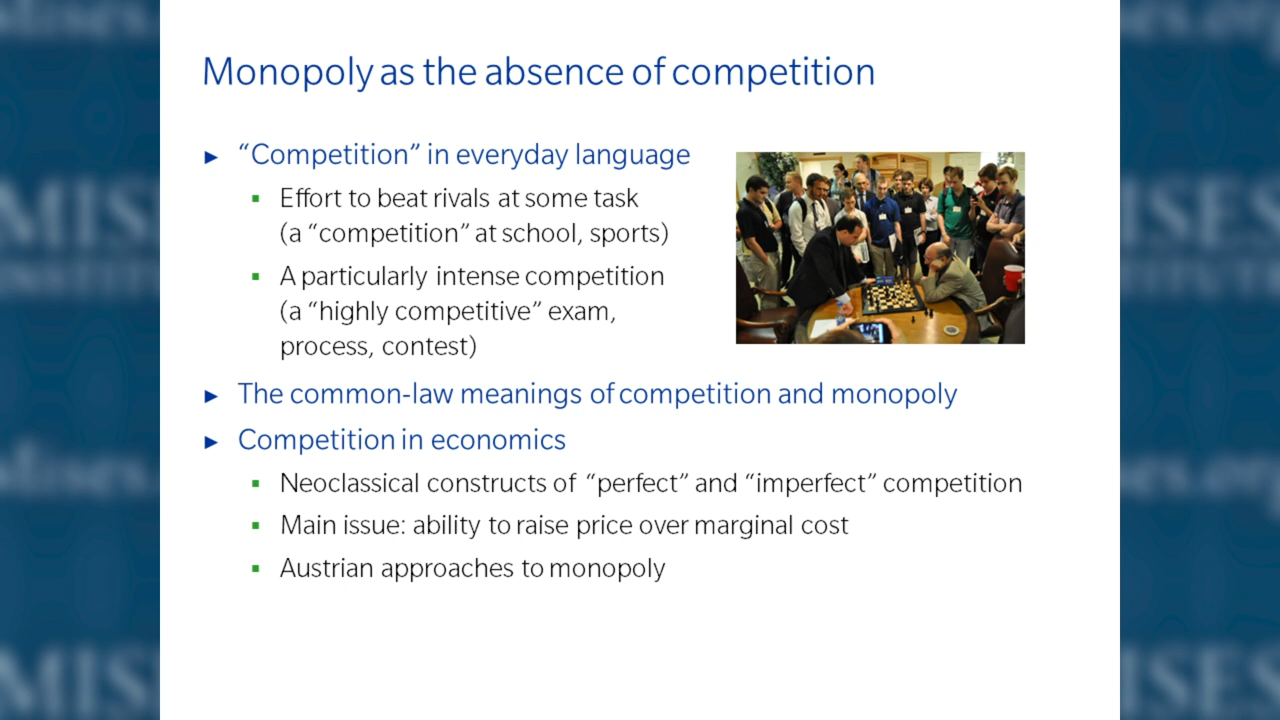 Monopoly as the absence of competition
► “Competition” in everyday language
▪ Effort to beat rivals at some task
(a “competition” at school, sports)
▪ A particularly intense competition
(a “highly competitive” exam,
process, contest)
► The common-law meanings of competition and monopoly
► Competition in economics
▪ Neoclassical constructs of “perfect” and “imperfect” competition
▪ Main issue: ability to raise price over marginal cost
▪ Austrian approaches to monopoly